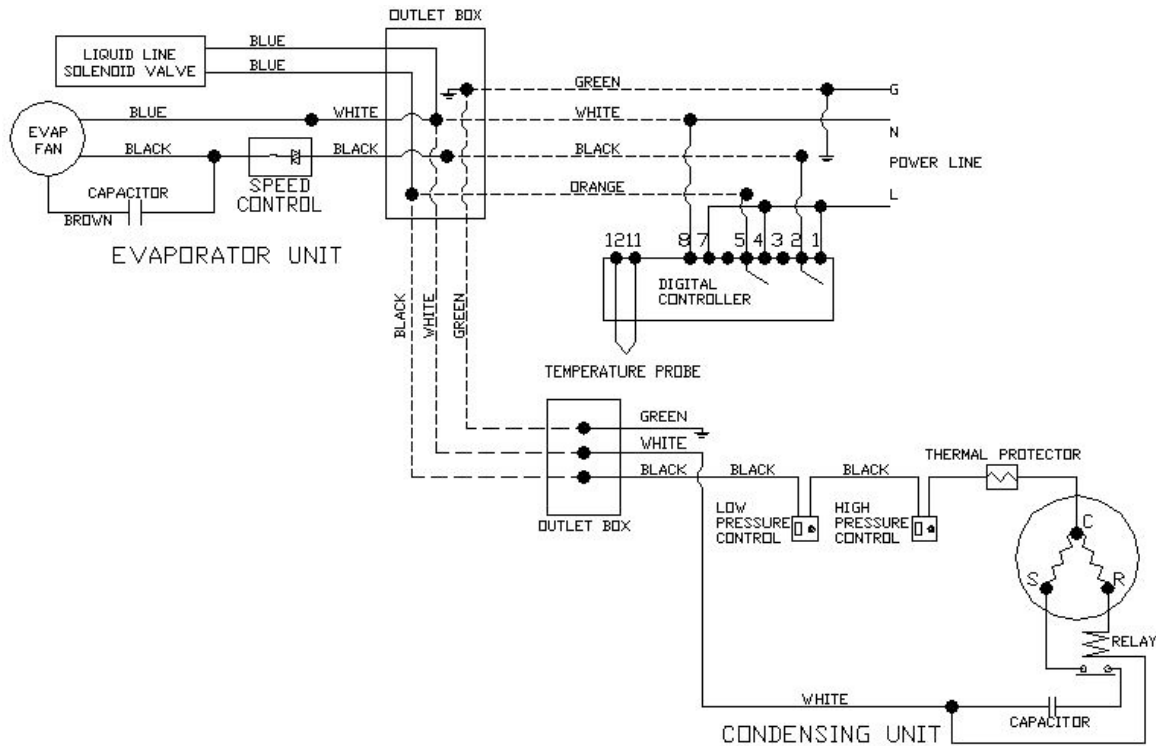 OUTLET BOX
LIQUID LINE
SOLENOID VALVE
BLUE
BLUE
GREEN
G
BLUE
WHITE
WHITE
N
EVAP
FAN
BLACK
BLACK
BLACK
POWER LINE
SPEED
CONTROL
ORANGE
L
CAPACITOR
BROWN
EVAPORATOR UNIT
12 11 8 7 5 4 3 2 1
DIGITAL
CONTROLLER
BLACK
WHITE
GREEN
TEMPERATURE PROBE
GREEN
WHITE
BLACK
BLACK
BLACK
THERMAL PROTECTOR
LOW
PRESSURE
CONTROL
HIGH
PRESSURE
CONTROL
OUTLET BOX
C
S
R
RELAY
WHITE
CAPACITOR
CONDENSING UNIT